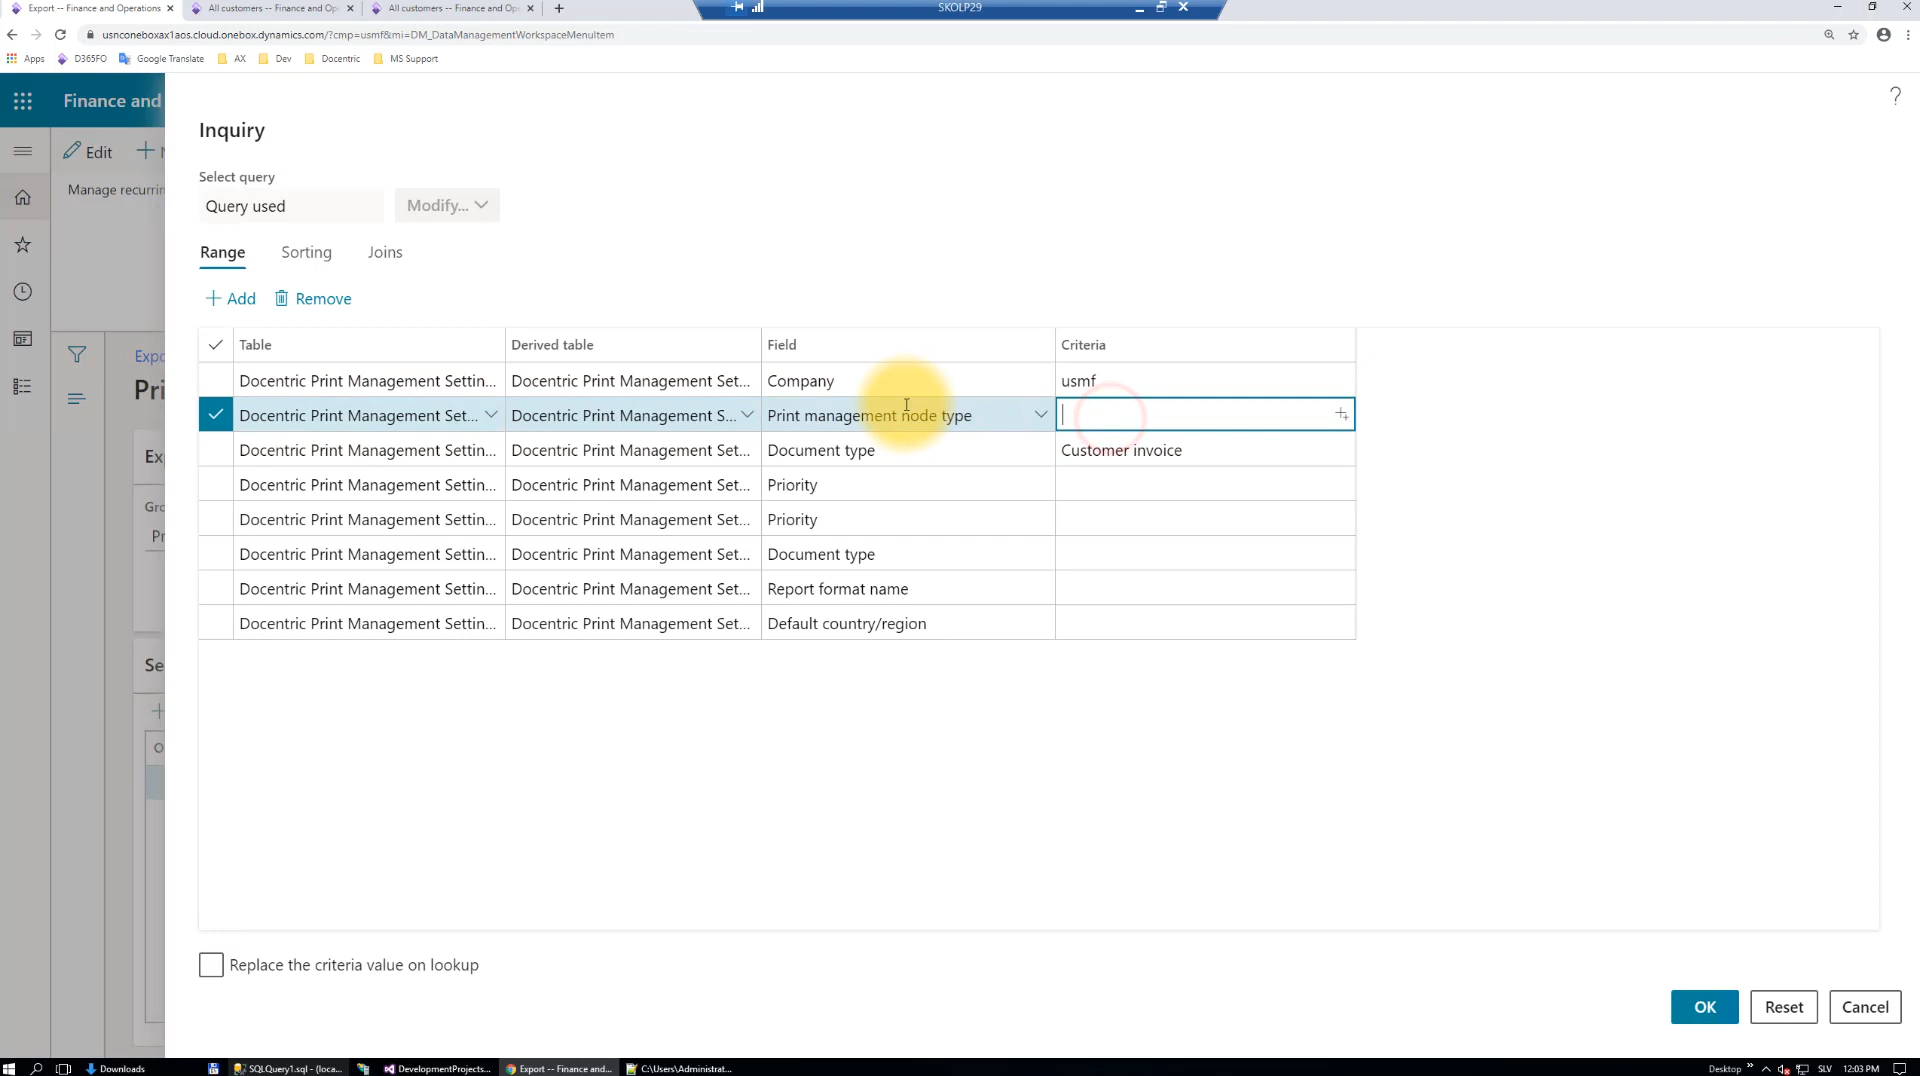 Export -- Finance and Operations
All customers -- Finance and Op
All customers -- Finance and Op
SKOLP29
usnconeboxax1aos.cloud.onebox.dynamics.com/?cmp=usmf&mi=DM_DataManagementWorkspaceMenuItem
Apps D365FO Google Translate AX Dev Docentric MS Support
Finance and
?
Edit
Manage recurrin
Inquiry
Select query
Query used Modify...
Range Sorting Joins
Add Remove
Table Derived table Field Criteria
Docentric Print Management Settin... Docentric Print Management Set... Company usmf
Docentric Print Management Set... Docentric Print Management S... Print management node type
Docentric Print Management Settin... Docentric Print Management Set... Document type Customer invoice
Docentric Print Management Settin... Docentric Print Management Set... Priority
Docentric Print Management Settin... Docentric Print Management Set... Priority
Docentric Print Management Settin... Docentric Print Management Set... Document type
Docentric Print Management Settin... Docentric Print Management Set... Report format name
Docentric Print Management Settin... Docentric Print Management Set... Default country/region
Expo
Pri
Ex
Gro
Pr
Se
Replace the criteria value on lookup
OK Reset Cancel
Downloads SQLQuery1.sql - (loca... DevelopmentProjects... Export -- Finance and... C:\Users\Administrat... Desktop SLV 12:03 PM